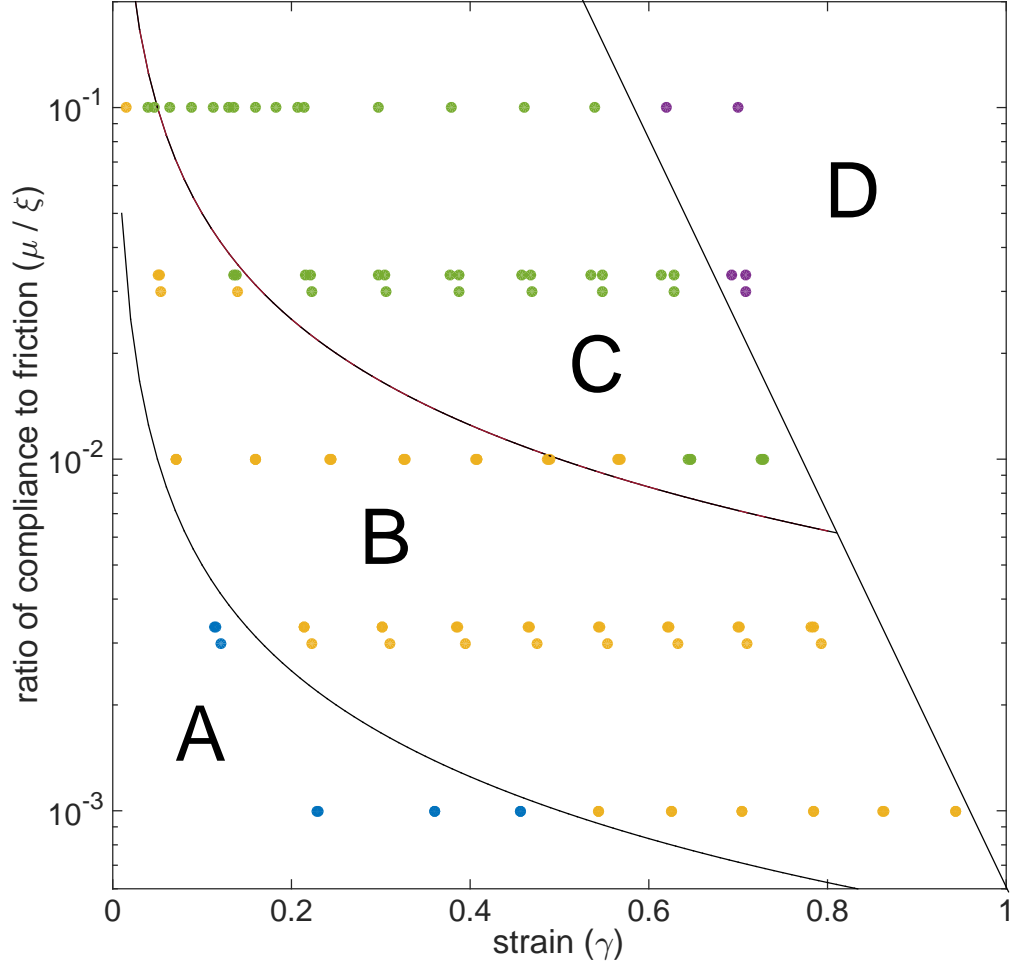 10^-1
D
ratio of compliance to friction (μ / ξ)
C
10^-2
B
A
10^-3
0
0.2
0.4
0.6
0.8
1
strain (γ)